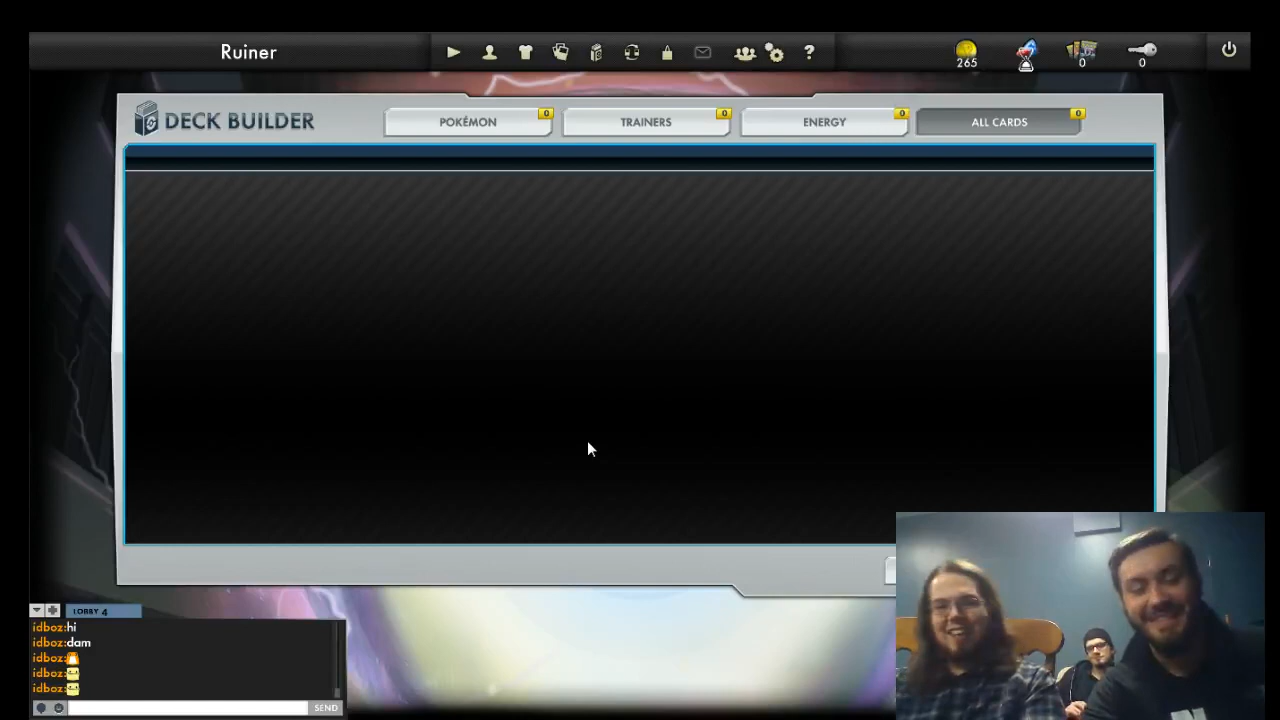 Ruiner
?
265
0
0
DECK BUILDER
POKÉMON
0
TRAINERS
0
ENERGY
0
ALL CARDS
0
LOBBY 4
idboz:hi
idboz:dam
idboz:
idboz:
idboz:
SEND